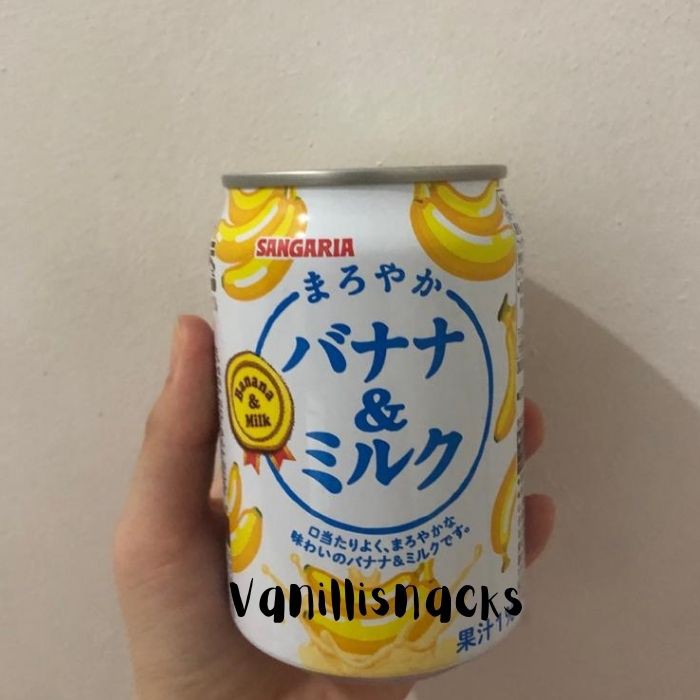 SANGARIA
まろやか
バナナ
&
ミルク
Banana
&
Milk
口当たりよく、まろやかな
味わいのバナナ&ミルクです。
Vanillisnacks
果汁1%